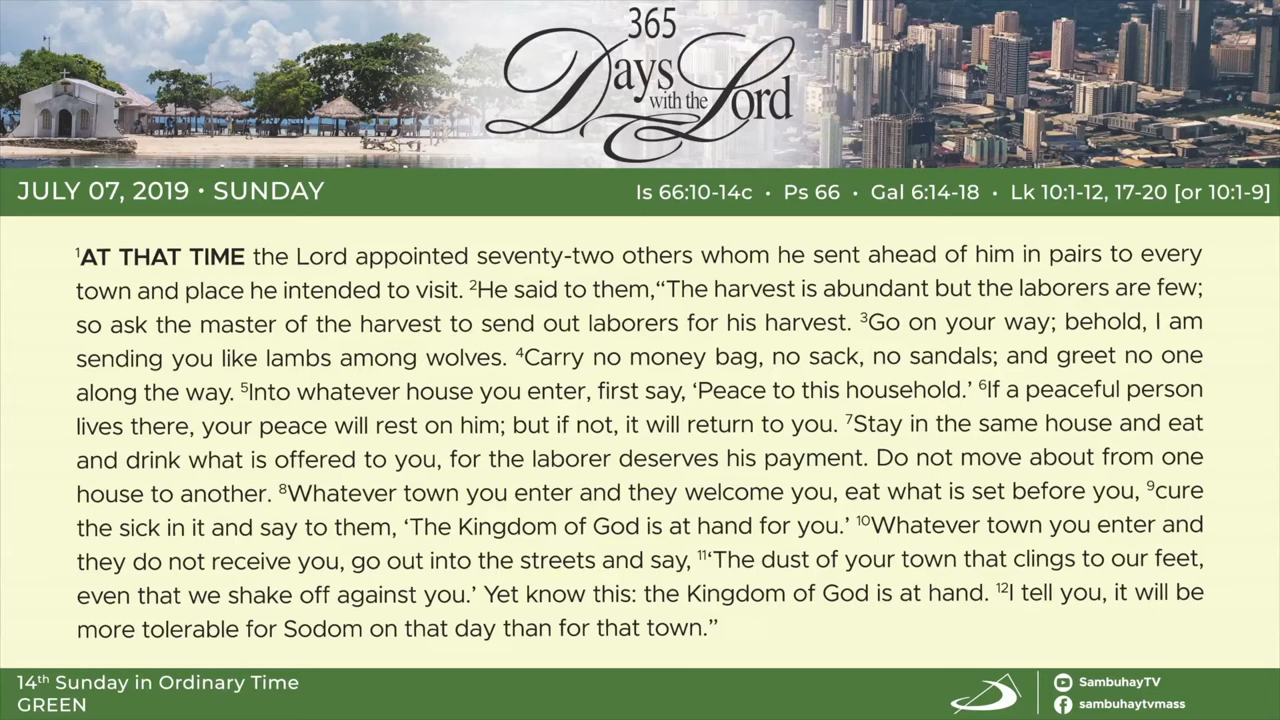 365
Days with the Lord
JULY 07, 2019 • SUNDAY
Is 66:10-14c • Ps 66 • Gal 6:14-18 • Lk 10:1-12, 17-20 [or 10:1-9]
¹AT THAT TIME the Lord appointed seventy-two others whom he sent ahead of him in pairs to every
town and place he intended to visit. ²He said to them,“The harvest is abundant but the laborers are few;
so ask the master of the harvest to send out laborers for his harvest. ³Go on your way; behold, I am
sending you like lambs among wolves. ⁴Carry no money bag, no sack, no sandals; and greet no one
along the way. ⁵Into whatever house you enter, first say, ‘Peace to this household.’ ⁶If a peaceful person
lives there, your peace will rest on him; but if not, it will return to you. ⁷Stay in the same house and eat
and drink what is offered to you, for the laborer deserves his payment. Do not move about from one
house to another. ⁸Whatever town you enter and they welcome you, eat what is set before you, ⁹cure
the sick in it and say to them, ‘The Kingdom of God is at hand for you.’ ¹⁰Whatever town you enter and
they do not receive you, go out into the streets and say, ¹¹‘The dust of your town that clings to our feet,
even that we shake off against you.’ Yet know this: the Kingdom of God is at hand. ¹²I tell you, it will be
more tolerable for Sodom on that day than for that town.”
14th Sunday in Ordinary Time
GREEN
SambuhayTV
sambuhaytvmass